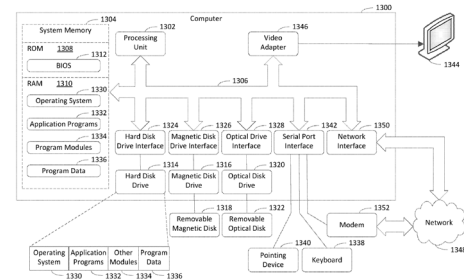 Computer
1300
1304
System Memory
ROM 1308
1312
BIOS
RAM 1310
1330
Operating System
1332
Application Programs
1334
Program Modules
1336
Program Data
1302
Processing
Unit
1346
Video
Adapter
1344
1306
1324
Hard Disk
Drive Interface
1326
Magnetic Disk
Drive Interface
1328
Optical Drive
Interface
1342
Serial Port
Interface
1350
Network
Interface
1314
Hard Disk
Drive
1316
Magnetic Disk
Drive
1320
Optical Disk
Drive
1318
Removable
Magnetic Disk
1322
Removable
Optical Disk
1352
Modem
Network
1348
1340
Pointing
Device
1338
Keyboard
Operating
System
Application
Programs
Other
Modules
Program
Data
1330
1332
1334
1336